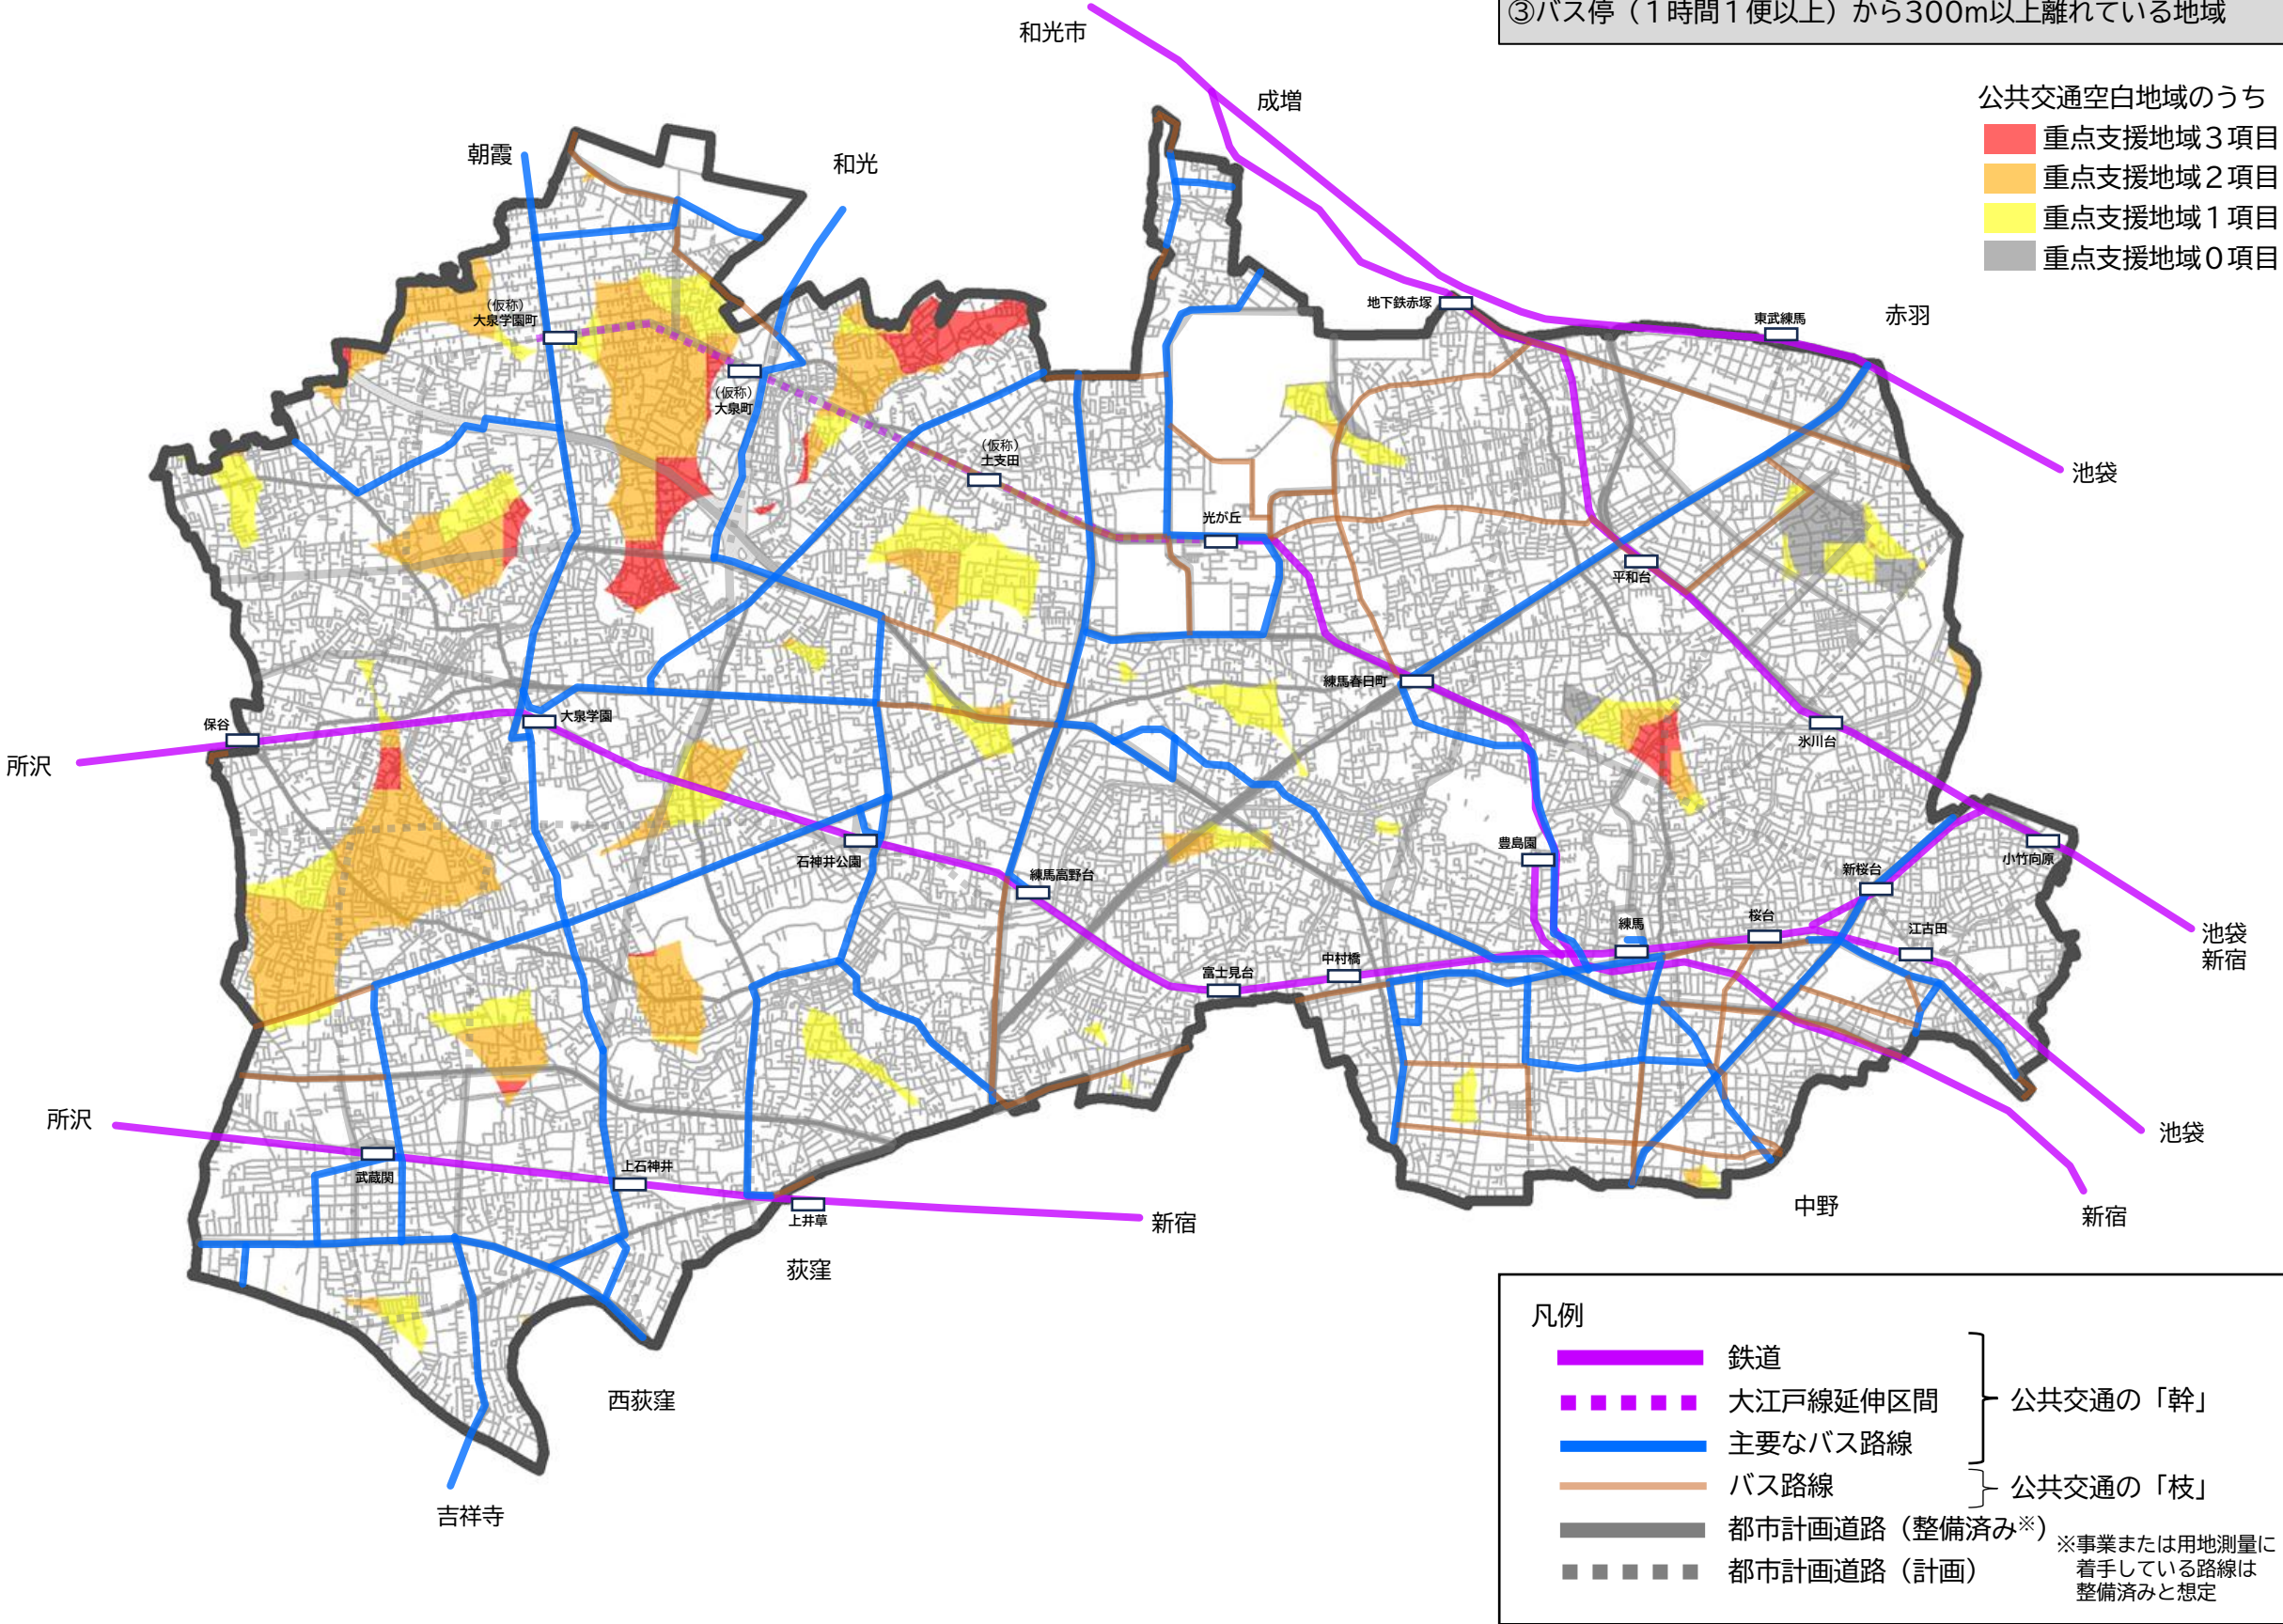 ③バス停（１時間１便以上）から300m以上離れている地域
和光市
成増
公共交通空白地域のうち
重点支援地域３項目
重点支援地域２項目
重点支援地域１項目
重点支援地域０項目
朝霞
和光
（仮称）
大泉学園町
地下鉄赤塚
東武練馬
赤羽
（仮称）
大泉町
（仮称）
土支田
池袋
光が丘
平和台
練馬春日町
保谷
大泉学園
氷川台
所沢
石神井公園
練馬高野台
豊島園
小竹向原
新桜台
練馬
桜台
江古田
池袋
新宿
富士見台
中村橋
所沢
池袋
武蔵関
上石神井
上井草
新宿
中野
新宿
荻窪
西荻窪
吉祥寺
凡例
鉄道
大江戸線延伸区間
公共交通の「幹」
主要なバス路線
バス路線
公共交通の「枝」
都市計画道路（整備済み※）
都市計画道路（計画）
※事業または用地測量に
着手している路線は
整備済みと想定